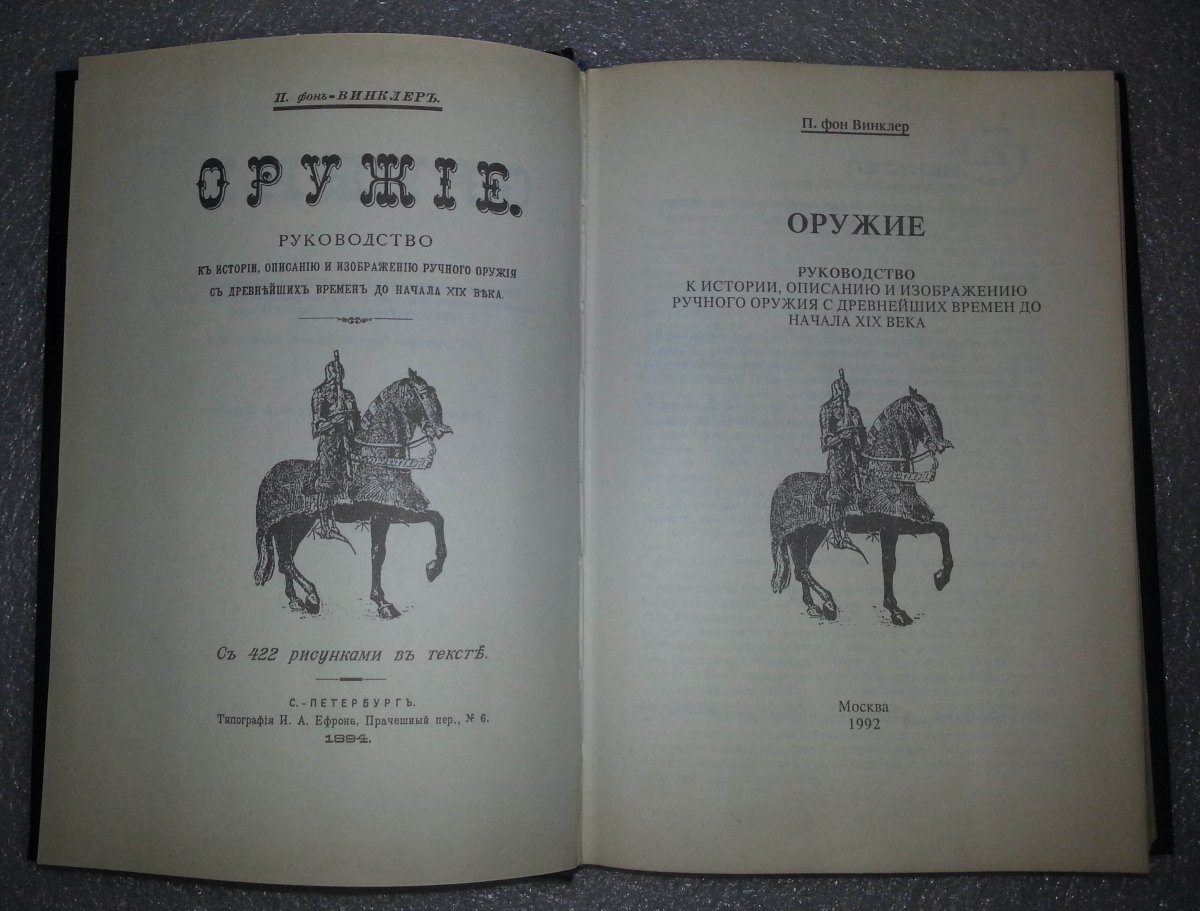 П. фонъ-ВИНКЛЕРЪ.
ОРУЖІЕ.
РУКОВОДСТВО
КЪ ИСТОРІИ, ОПИСАНІЮ И ИЗОБРАЖЕНІЮ РУЧНОГО ОРУЖІЯ
СЪ ДРЕВНѢЙШИХЪ ВРЕМЕНЪ ДО НАЧАЛА XIX ВѢКА.
Съ 422 рисунками въ текстѣ.
С.-ПЕТЕРБУРГЪ.
Типографія И. А. Ефрона, Прачешный пер., № 6.
1894.
П. фон Винклер
ОРУЖИЕ
РУКОВОДСТВО
К ИСТОРИИ, ОПИСАНИЮ И ИЗОБРАЖЕНИЮ
РУЧНОГО ОРУЖИЯ С ДРЕВНЕЙШИХ ВРЕМЕН ДО
НАЧАЛА XIX ВЕКА
Москва
1992